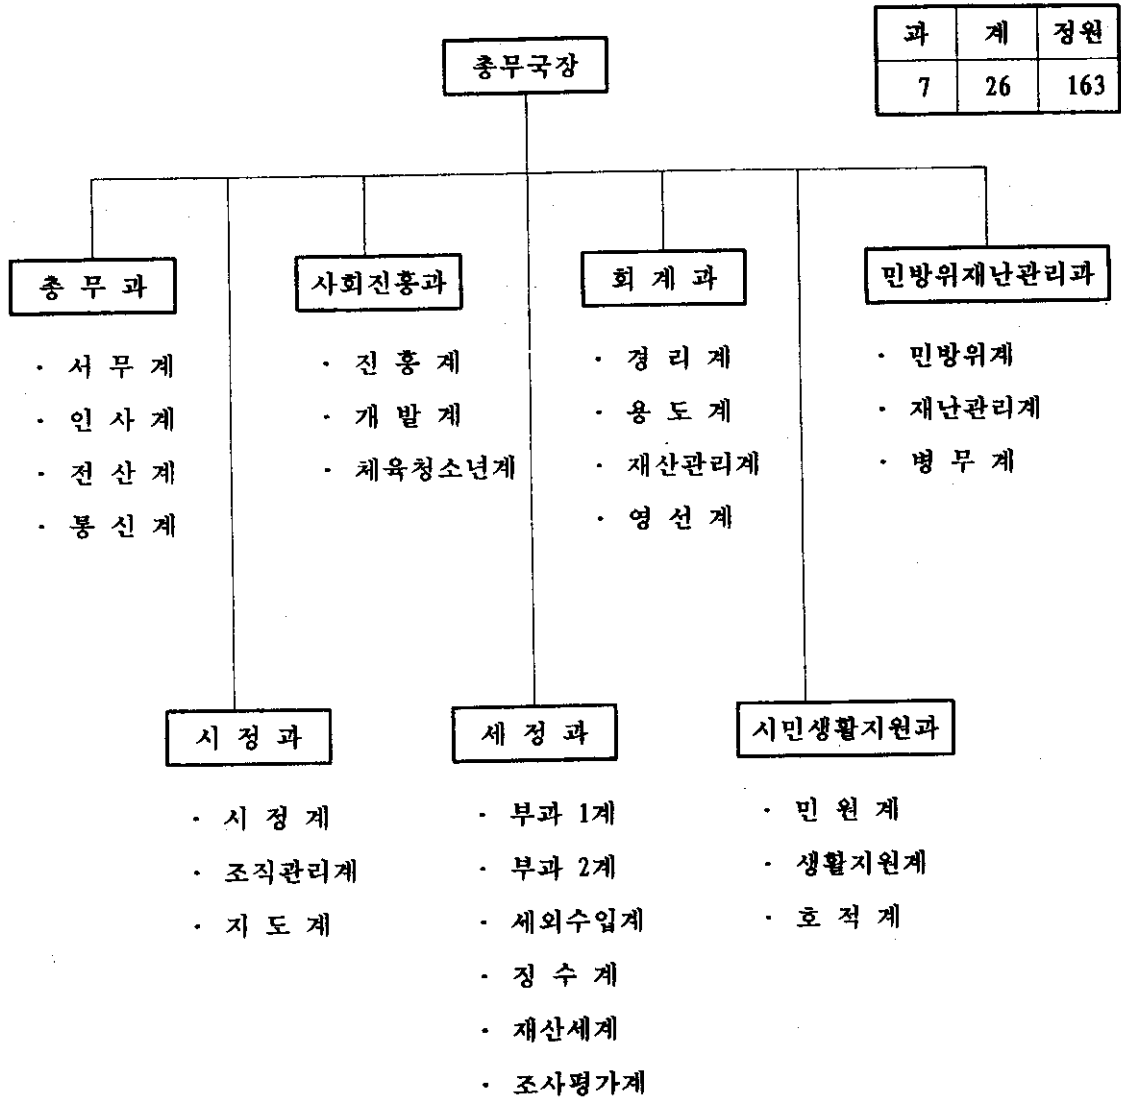 과 계 정원
7 26 163
총무국장
총 무 과
· 서 무 계
· 인 사 계
· 전 산 계
· 통 신 계
사회진흥과
· 진 흥 계
· 개 발 계
· 체육청소년계
회 계 과
· 경 리 계
· 용 도 계
· 재산관리계
· 영 선 계
민방위재난관리과
· 민방위계
· 재난관리계
· 병 무 계
시 정 과
· 시 정 계
· 조직관리계
· 지 도 계
세 정 과
· 부과 1계
· 부과 2계
· 세외수입계
· 징 수 계
· 재산세계
· 조사평가계
시민생활지원과
· 민 원 계
· 생활지원계
· 호 적 계